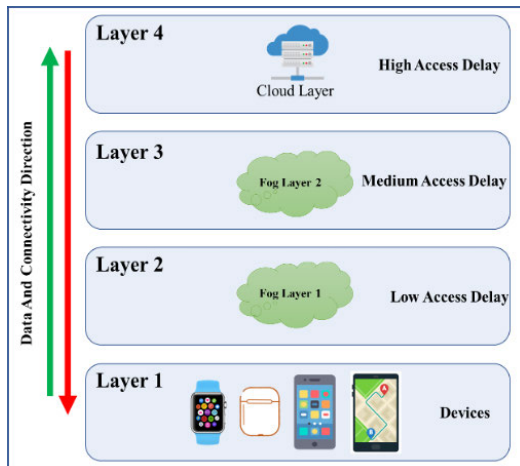 Layer 4
High Access Delay
Cloud Layer
Layer 3
Fog Layer 2
Medium Access Delay
Layer 2
Fog Layer 1
Low Access Delay
Layer 1
Devices
Data And Connectivity Direction
A
B